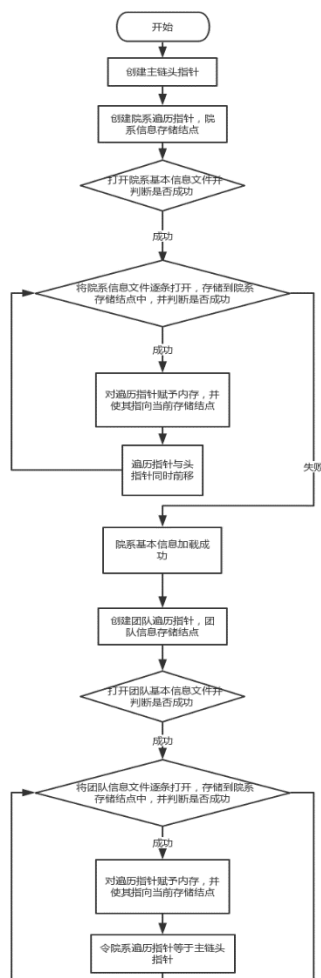 开始
创建主链头指针
创建院系遍历指针，院
系信息存储结点
打开院系基本信息文件并
判断是否成功
成功
将院系信息文件逐条打开，存储到院系
存储结点中，并判断是否成功
成功
对遍历指针赋予内存，并
使其指向当前存储结点
遍历指针与头
指针同时前移
失败
院系基本信息加载成
功
创建团队遍历指针，团
队信息存储结点
打开团队基本信息文件并
判断是否成功
成功
将团队信息文件逐条打开，存储到院系
存储结点中，并判断是否成功
成功
对遍历指针赋予内存，并
使其指向当前存储结点
令院系遍历指针等于主链头
指针